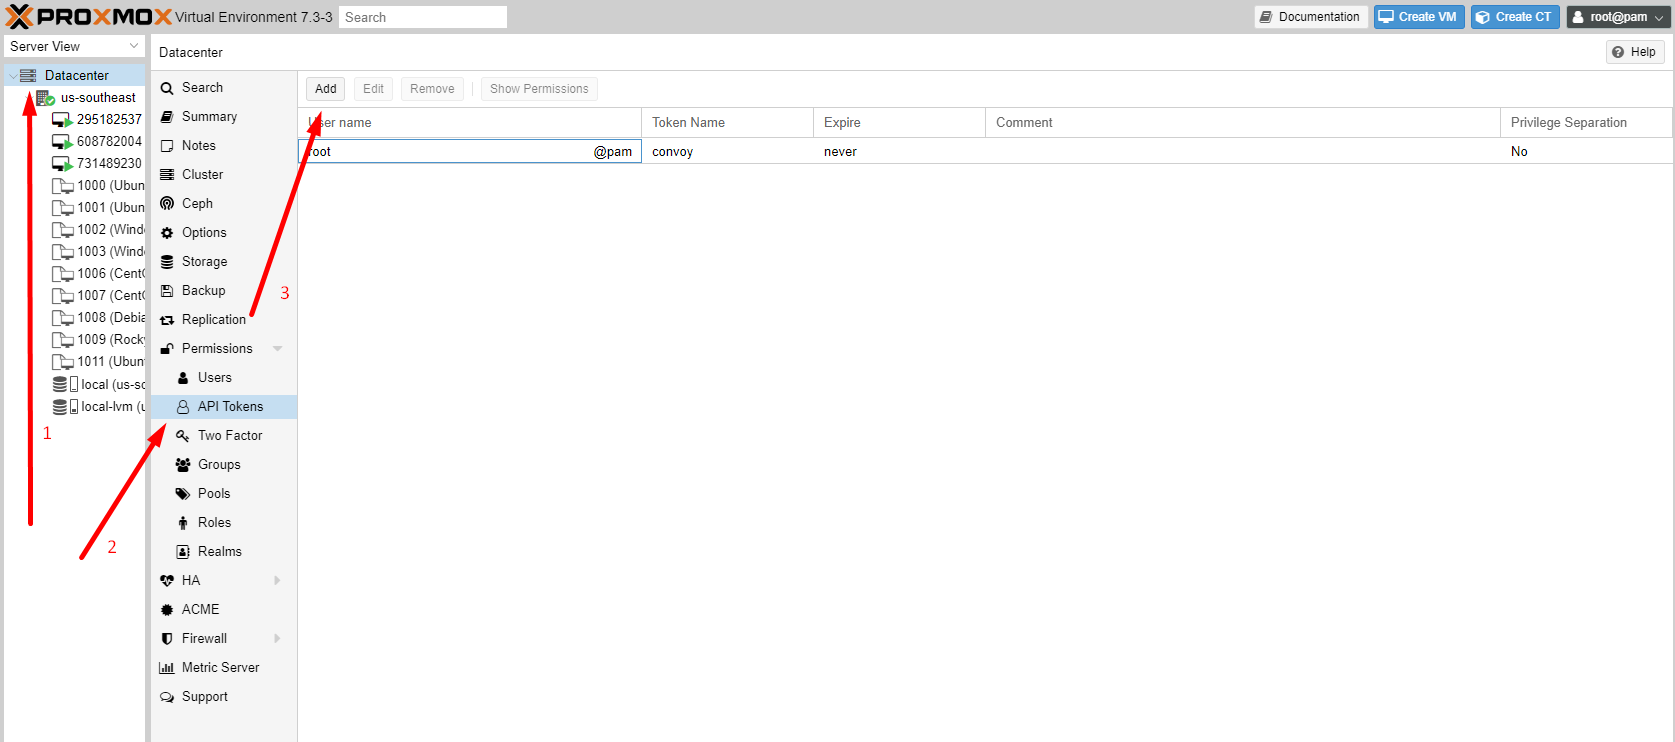 PROXMOX Virtual Environment 7.3-3 Search Documentation Create VM Create CT root@pam
Server View
Datacenter
us-southeast
295182537
608782004
731489230
1000 (Ubun
1001 (Ubun
1002 (Wind
1003 (Wind
1006 (Cent
1007 (Cent
1008 (Debia
1009 (Rocky
1011 (Ubun
local (us-so
local-lvm (u
1
2
Datacenter Help
Search
Summary
Notes
Cluster
Ceph
Options
Storage
Backup
Replication
Permissions
Users
API Tokens
Two Factor
Groups
Pools
Roles
Realms
HA
ACME
Firewall
Metric Server
Support
3
Add Edit Remove Show Permissions
User name Token Name Expire Comment Privilege Separation
root @pam convoy never No